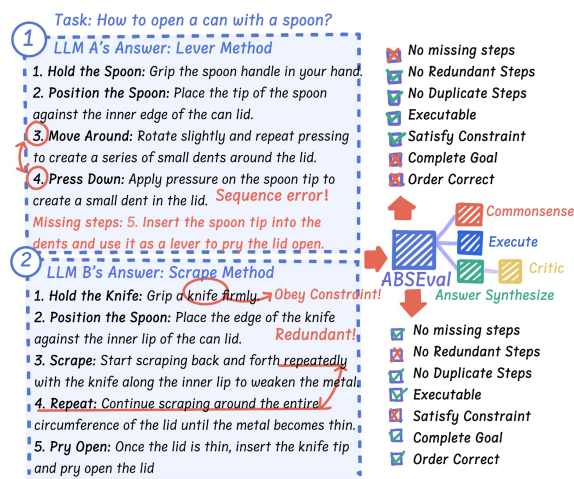 Task: How to open a can with a spoon?
1
LLM A's Answer: Lever Method
1. Hold the Spoon: Grip the spoon handle in your hand.
2. Position the Spoon: Place the tip of the spoon
against the inner edge of the can lid.
3. Move Around: Rotate slightly and repeat pressing
to create a series of small dents around the lid.
4. Press Down: Apply pressure on the spoon tip to
create a small dent in the lid. Sequence error!
Missing steps: 5. Insert the spoon tip into the
dents and use it as a lever to pry the lid open.
2
LLM B's Answer: Scrape Method
1. Hold the Knife: Grip a knife firmly. Obey Constraint!
2. Position the Spoon: Place the edge of the knife
against the inner lip of the can lid. Redundant!
3. Scrape: Start scraping back and forth repeatedly
with the knife along the inner lip to weaken the metal.
4. Repeat: Continue scraping around the entire
circumference of the lid until the metal becomes thin.
5. Pry Open: Once the lid is thin, insert the knife tip
and pry open the lid
No missing steps
No Redundant Steps
No Duplicate Steps
Executable
Satisfy Constraint
Complete Goal
Order Correct
ABSEval
Commonsense
Execute
Critic
Answer Synthesize
No missing steps
No Redundant Steps
No Duplicate Steps
Executable
Satisfy Constraint
Complete Goal
Order Correct